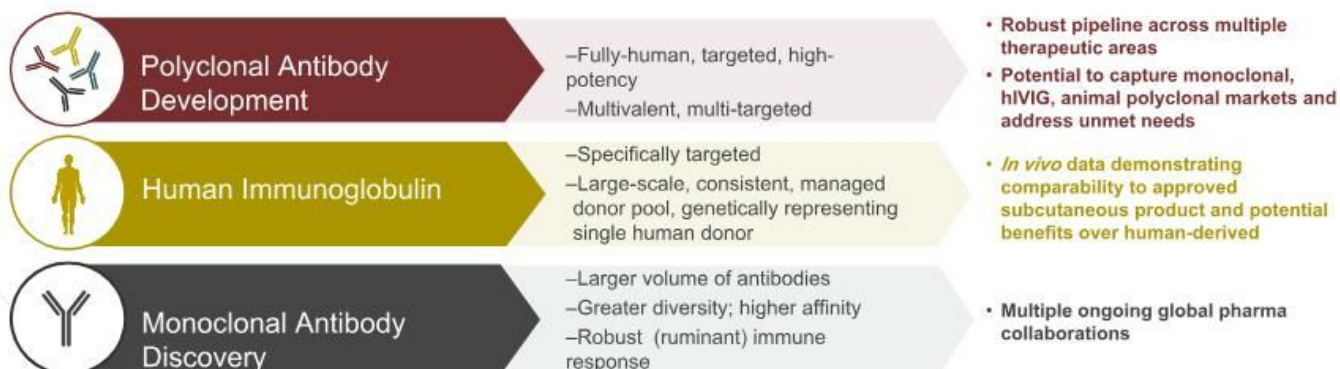 Polyclonal Antibody
Development
–Fully-human, targeted, high-
potency
–Multivalent, multi-targeted
• Robust pipeline across multiple
therapeutic areas
• Potential to capture monoclonal,
hIVIG, animal polyclonal markets and
address unmet needs
Human Immunoglobulin
–Specifically targeted
–Large-scale, consistent, managed
donor pool, genetically representing
single human donor
• In vivo data demonstrating
comparability to approved
subcutaneous product and potential
benefits over human-derived
Monoclonal Antibody
Discovery
–Larger volume of antibodies
–Greater diversity; higher affinity
–Robust (ruminant) immune
response
• Multiple ongoing global pharma
collaborations